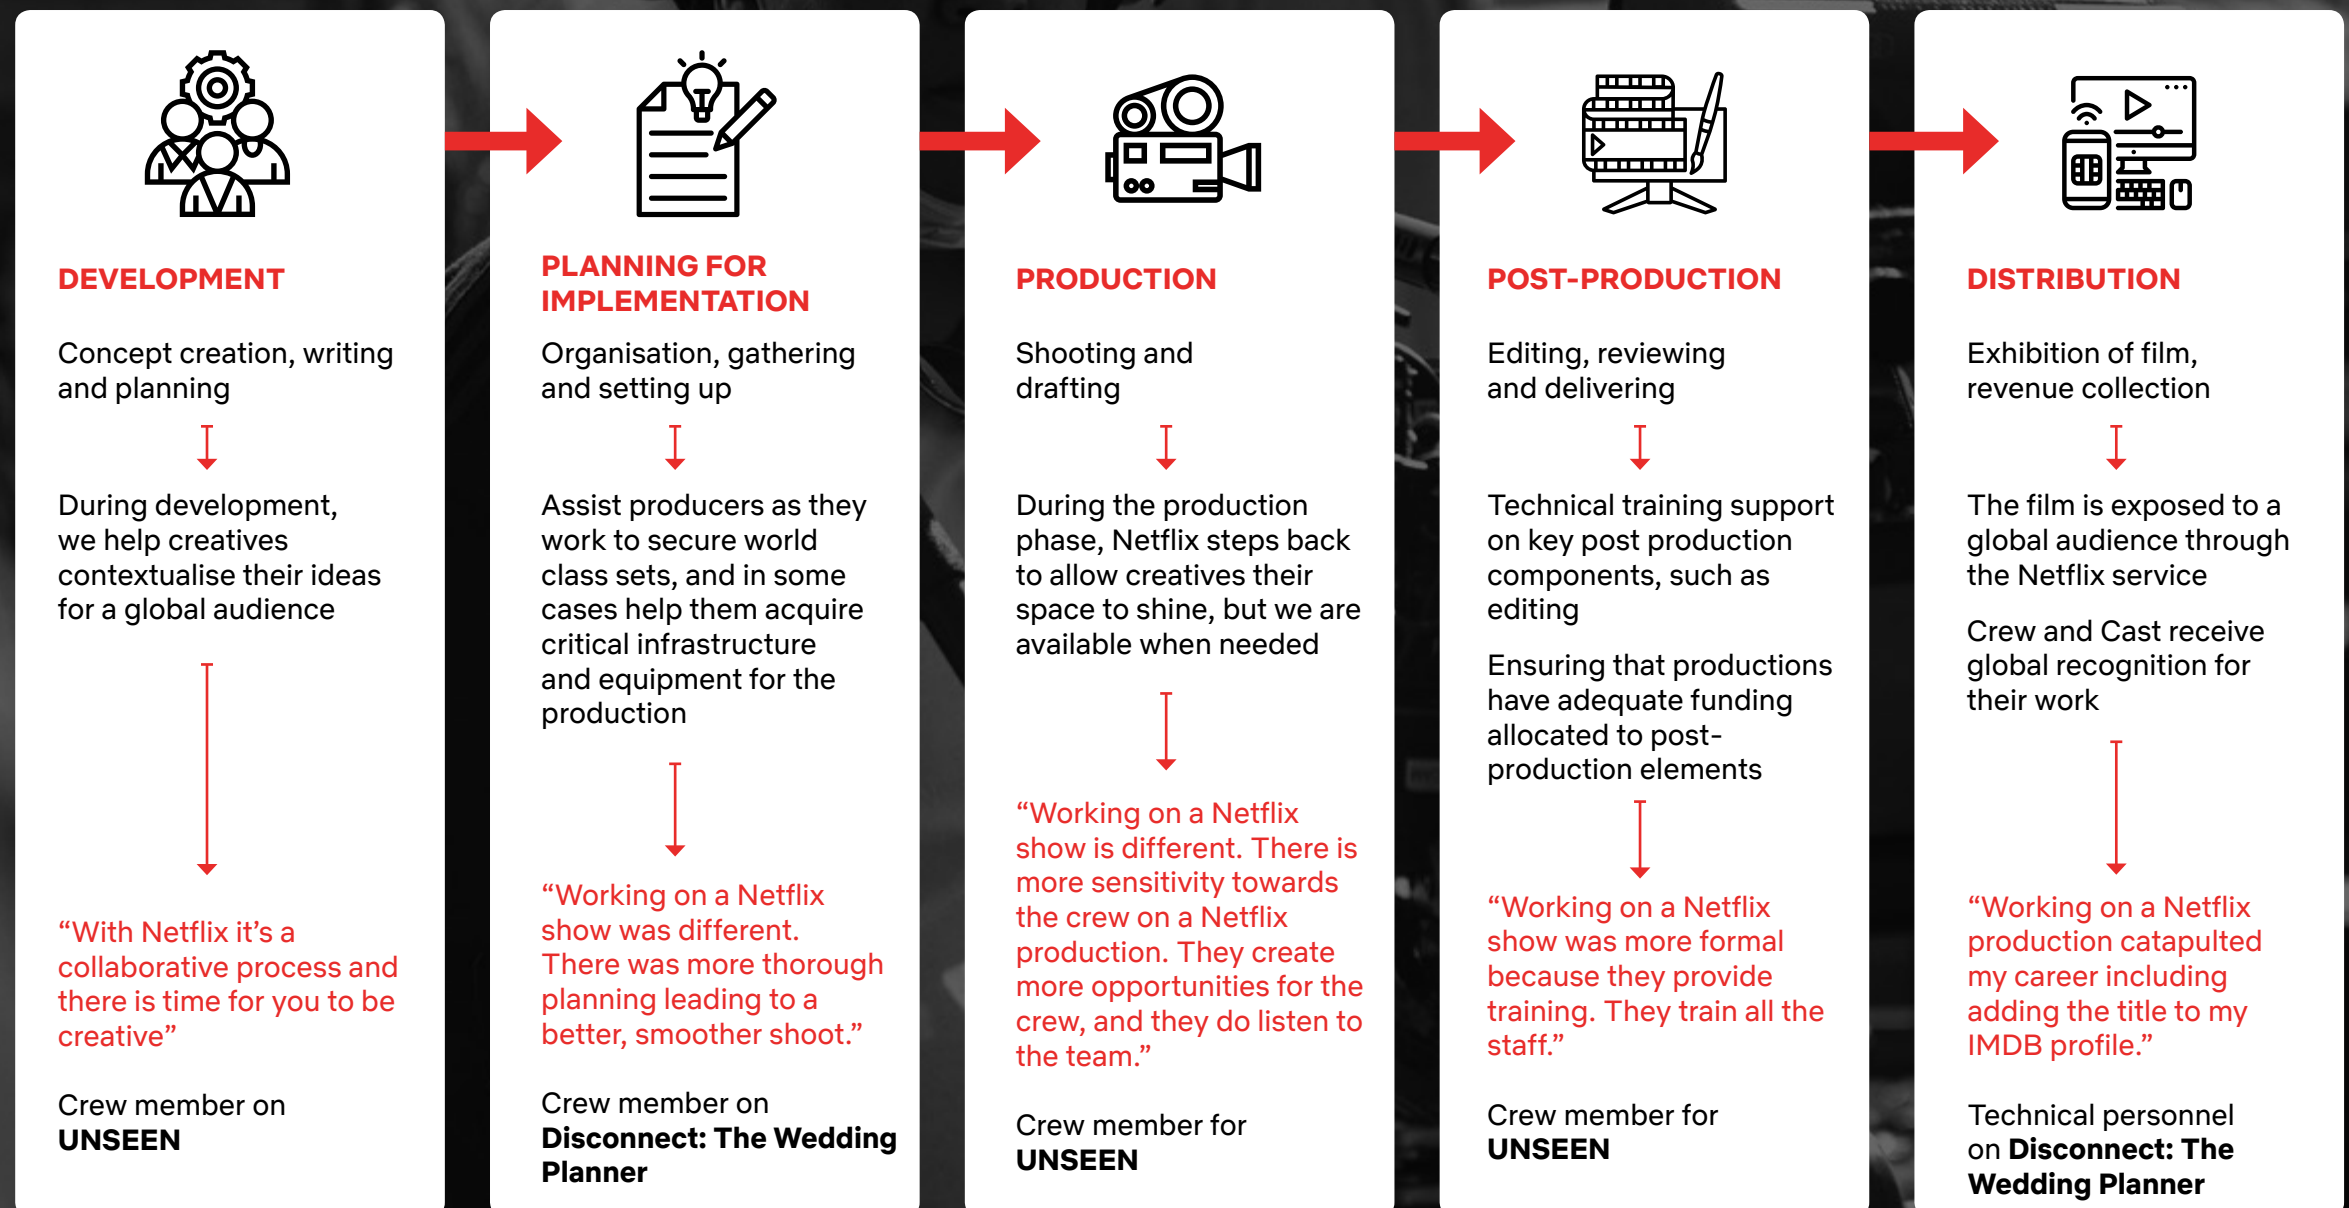 DEVELOPMENT
Concept creation, writing
and planning
During development,
we help creatives
contextualise their ideas
for a global audience
“With Netflix it’s a
collaborative process and
there is time for you to be
creative”
Crew member on
UNSEEN
PLANNING FOR
IMPLEMENTATION
Organisation, gathering
and setting up
Assist producers as they
work to secure world
class sets, and in some
cases help them acquire
critical infrastructure
and equipment for the
production
“Working on a Netflix
show was different.
There was more thorough
planning leading to a
better, smoother shoot.”
Crew member on
Disconnect: The Wedding
Planner
PRODUCTION
Shooting and
drafting
During the production
phase, Netflix steps back
to allow creatives their
space to shine, but we are
available when needed
“Working on a Netflix
show is different. There is
more sensitivity towards
the crew on a Netflix
production. They create
more opportunities for the
crew, and they do listen to
the team.”
Crew member for
UNSEEN
POST-PRODUCTION
Editing, reviewing
and delivering
Technical training support
on key post production
components, such as
editing
Ensuring that productions
have adequate funding
allocated to post-
production elements
“Working on a Netflix
show was more formal
because they provide
training. They train all the
staff.”
Crew member for
UNSEEN
DISTRIBUTION
Exhibition of film,
revenue collection
The film is exposed to a
global audience through
the Netflix service
Crew and Cast receive
global recognition for
their work
“Working on a Netflix
production catapulted
my career including
adding the title to my
IMDB profile.”
Technical personnel
on Disconnect: The
Wedding Planner